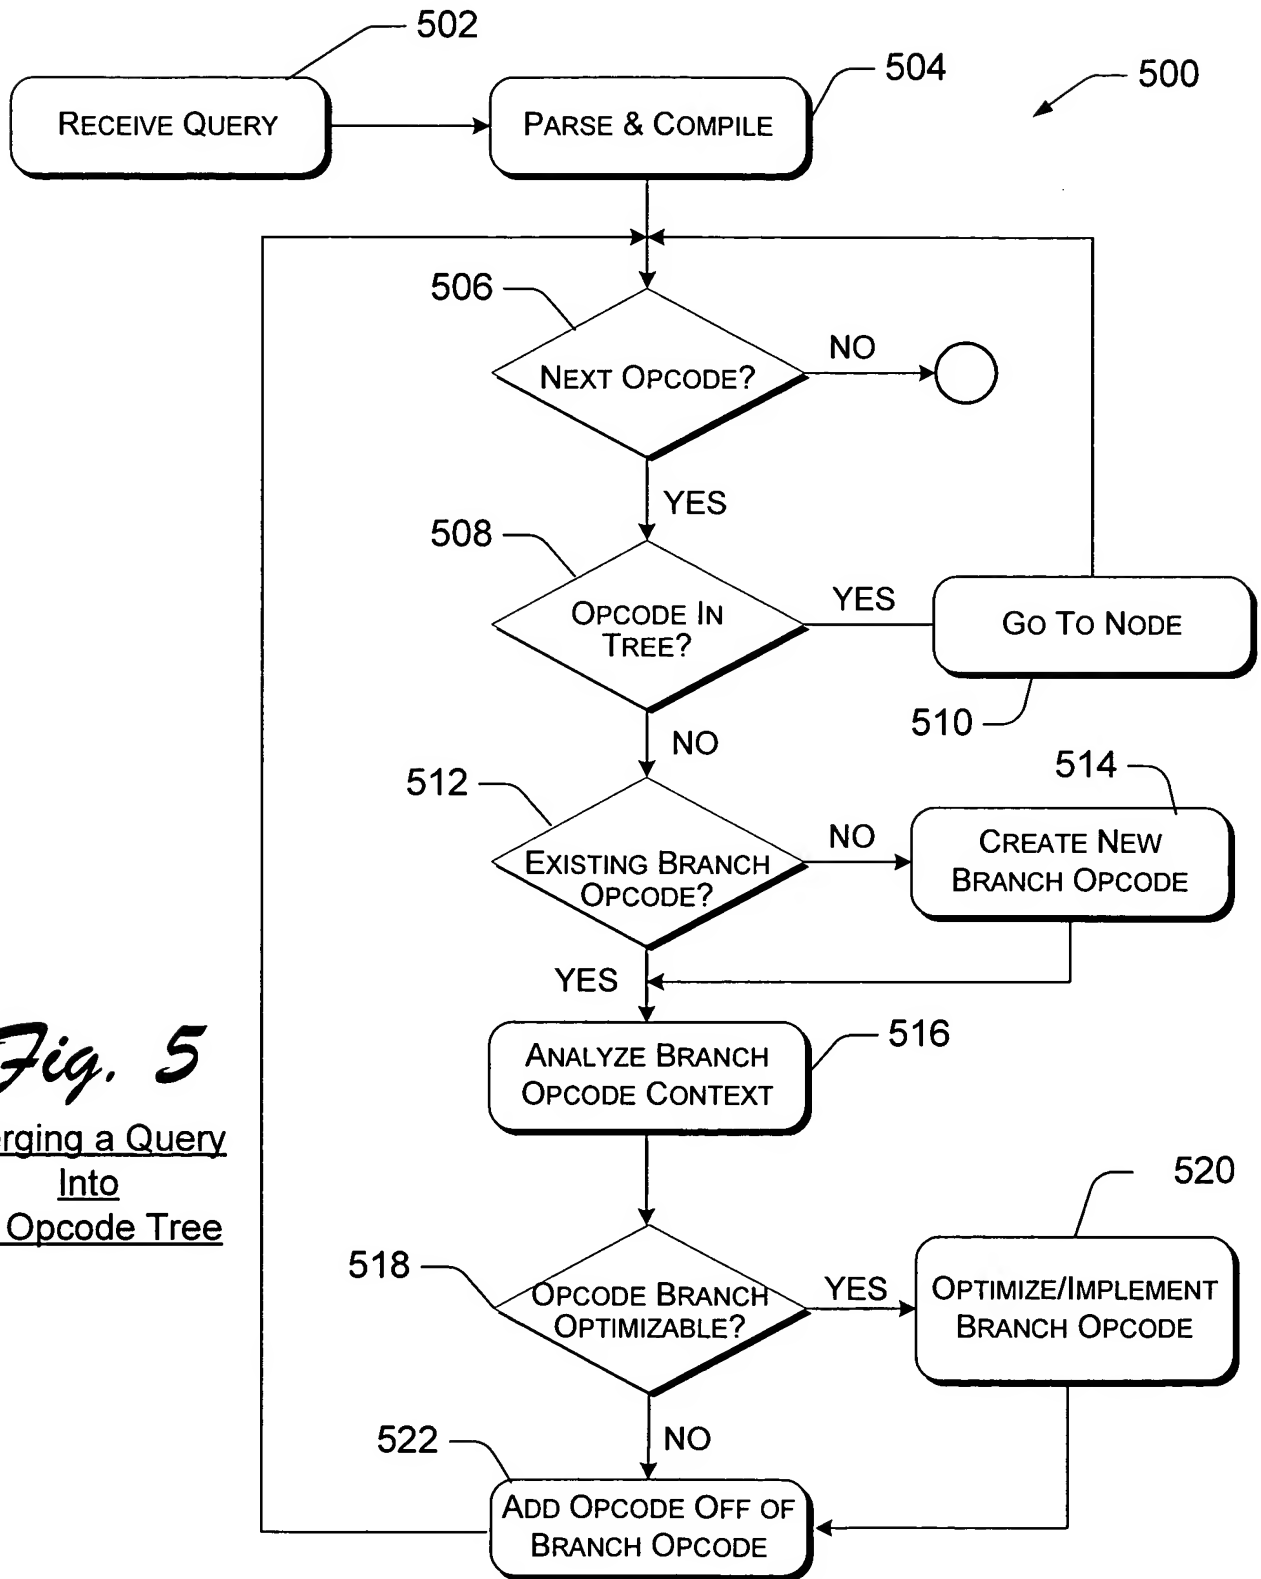 502
504
500
RECEIVE QUERY
PARSE & COMPILE
506
NO
NEXT OPCODE?
YES
508
YES
OPCODE IN
TREE?
GO TO NODE
510
NO
514
512
NO
CREATE NEW
BRANCH OPCODE
EXISTING BRANCH
OPCODE?
YES
516
ANALYZE BRANCH
OPCODE CONTEXT
Fig. 5
erging a Query
Into
Opcode Tree
520
518
YES
OPTIMIZE/IMPLEMENT
BRANCH OPCODE
OPCODE BRANCH
OPTIMIZABLE?
NO
522
ADD OPCODE OFF OF
BRANCH OPCODE